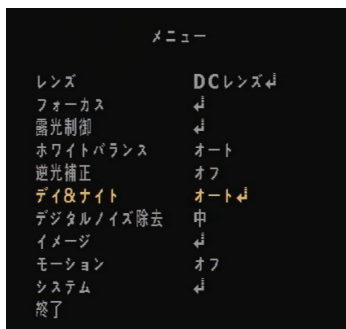 メニュー
レンズ DCレンズ↲
フォーカス ↲
露光制御 ↲
ホワイトバランス オート
逆光補正 オフ
デイ&ナイト オート↲
デジタルノイズ除去 中
イメージ ↲
モーション オフ
システム ↲
終了